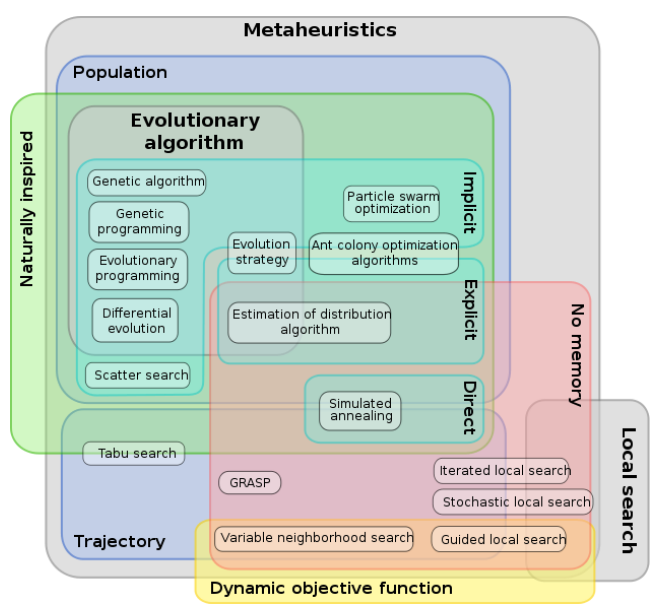 Metaheuristics
Population
Evolutionary
algorithm
Naturally inspired
Genetic algorithm
Implicit
Particle swarm
optimization
Genetic
programming
Evolution
strategy
Ant colony optimization
algorithms
Evolutionary
programming
Explicit
Differential
evolution
Estimation of distribution
algorithm
No memory
Scatter search
Direct
Simulated
annealing
Tabu search
Local search
Iterated local search
GRASP
Stochastic local search
Trajectory
Variable neighborhood search
Guided local search
Dynamic objective function